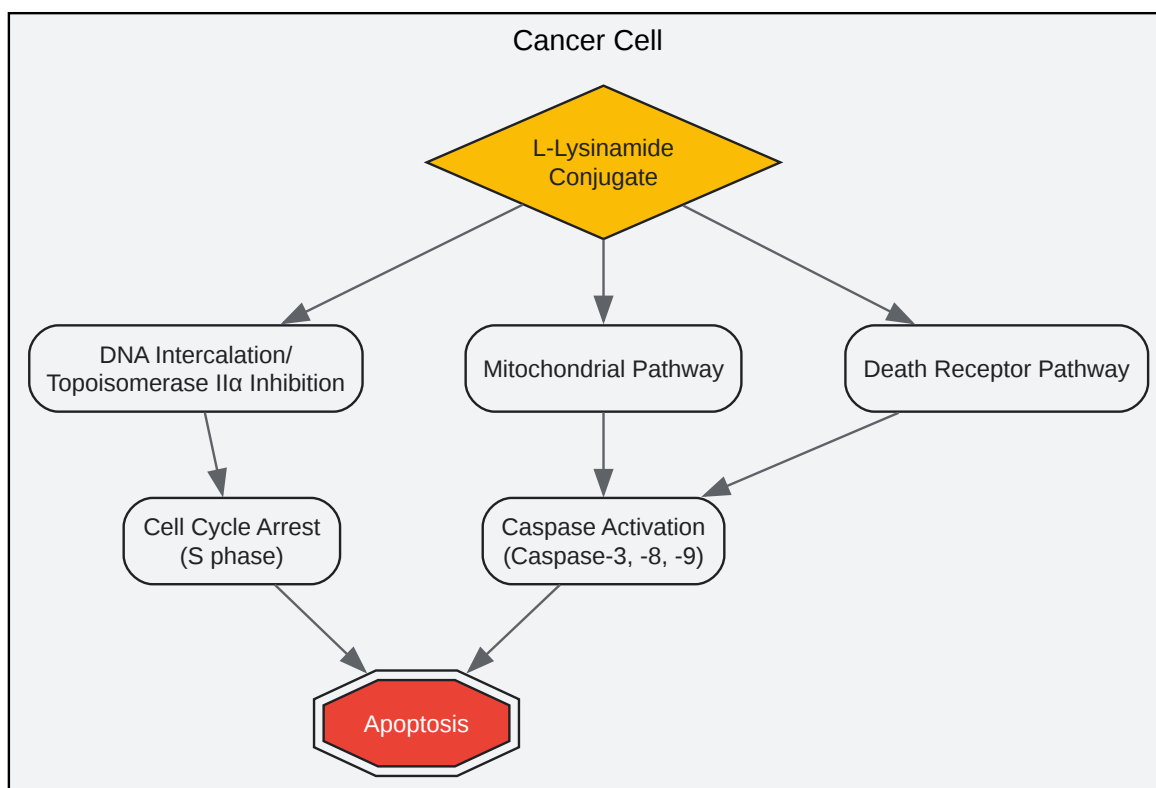 Cancer Cell
L-Lysinamide
Conjugate
DNA Intercalation/
Topoisomerase IIα Inhibition
Mitochondrial Pathway
Death Receptor Pathway
Cell Cycle Arrest
(S phase)
Caspase Activation
(Caspase-3, -8, -9)
Apoptosis